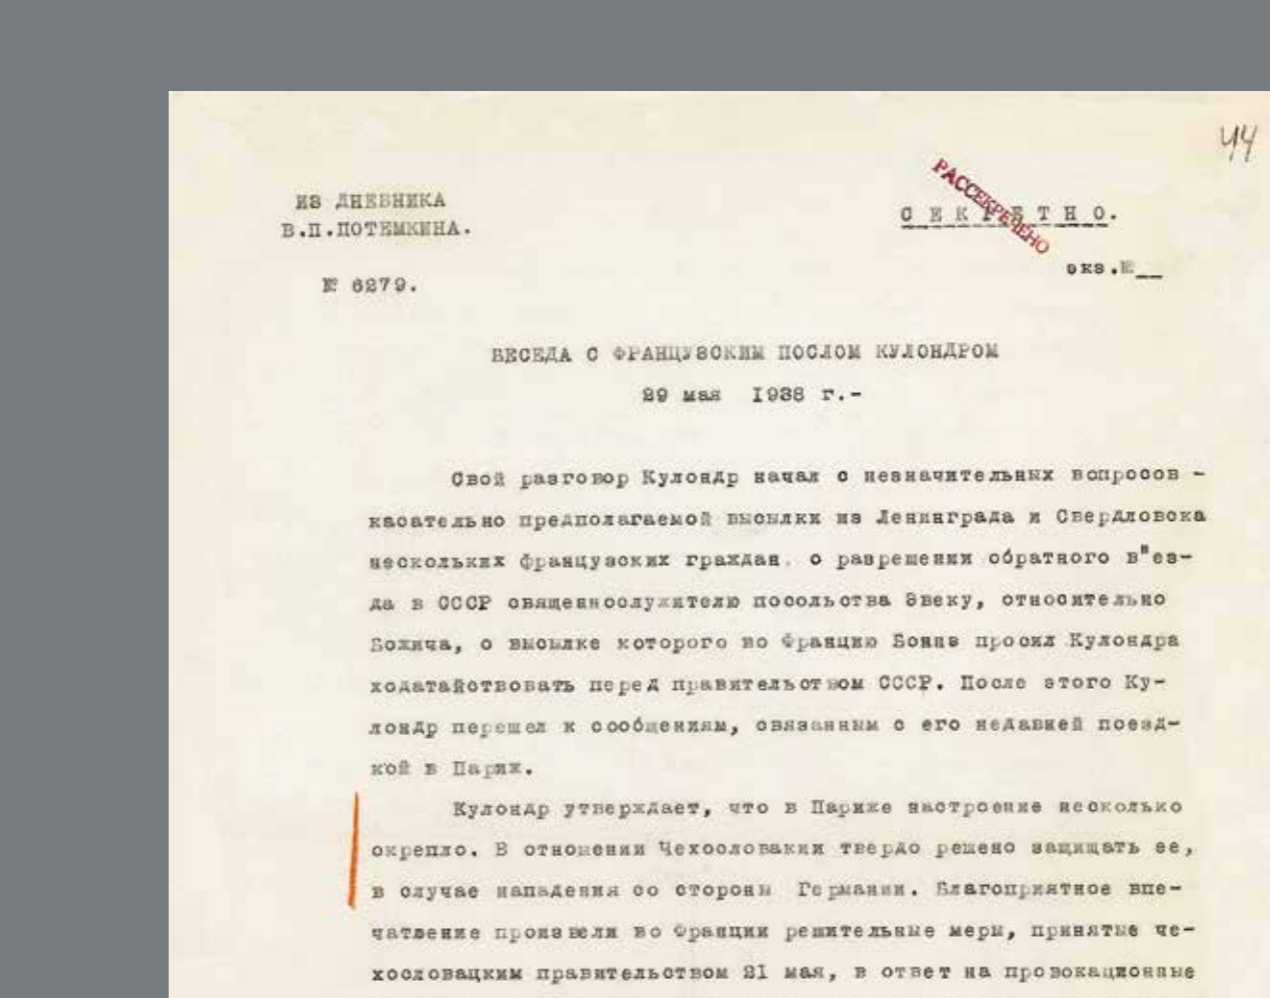 44
ИЗ ДНЕВНИКА
В.П.ПОТЕМКИНА.
№ 6279.
СЕКРЕТНО.
РАССЕКРЕЧЕНО
экз.№__
БЕСЕДА С ФРАНЦУЗСКИМ ПОСЛОМ КУЛОНДРОМ
29 мая 1938 г.-
Свой разговор Кулондр начал с незначительных вопросов -
касательно предполагаемой высылки из Ленинграда и Свердловска
нескольких французских граждан, о разрешении обратного в"ез-
да в СССР священнослужителю посольства Звеку, относительно
Божича, о высылке которого во Францию Боннэ просил Кулондра
ходатайствовать перед правительством СССР. После этого Ку-
лондр перешел к сообщениям, связанным с его недавней поезд-
кой в Париж.
Кулондр утверждает, что в Париже настроение несколько
окрепло. В отношении Чехословакии твердо решено защищать ее,
в случае нападения со стороны Германии. Благоприятное впе-
чатление произвели во Франции решительные меры, принятые че-
хословацким правительством 21 мая, в ответ на провокационные